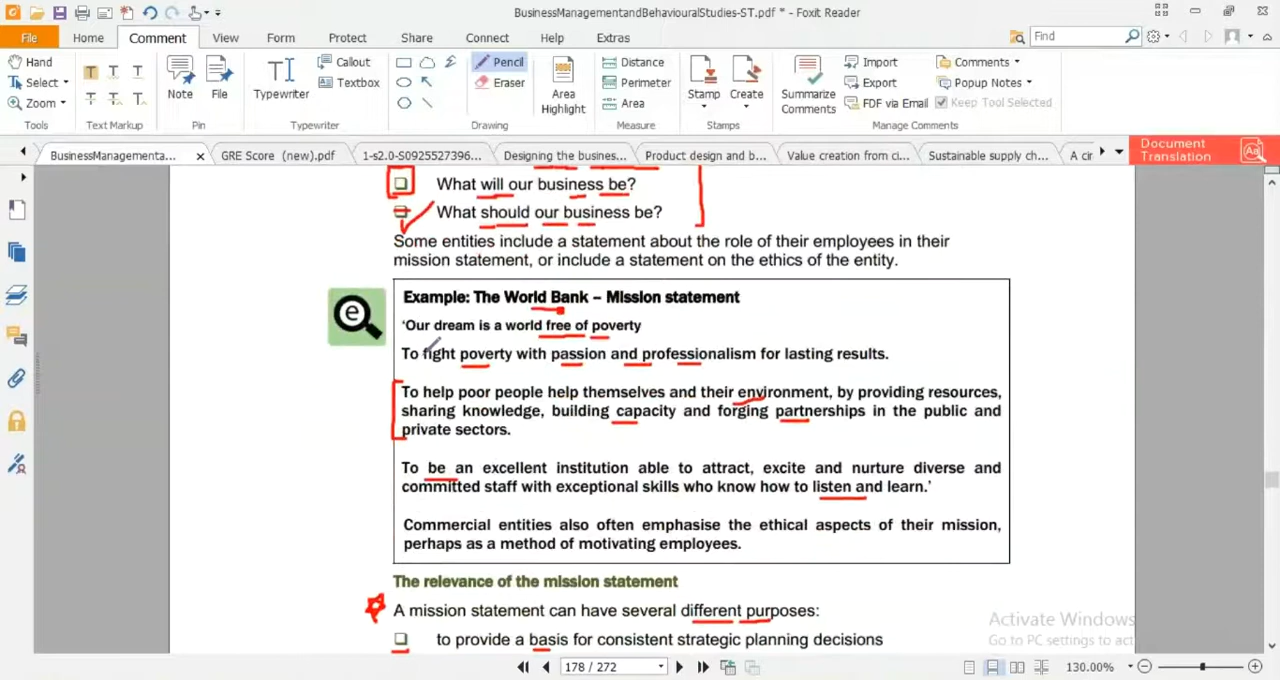 BusinessManagementandBehaviouralStudies-ST.pdf * - Foxit Reader
File Home Comment View Form Protect Share Connect Help Extras Find
Hand
Select
Zoom
Tools
Text Markup
Note
File
Pin
Typewriter
Callout
Textbox
Typewriter
Pencil
Eraser
Area
Highlight
Drawing
Distance
Perimeter
Area
Measure
Stamp
Create
Stamps
Summarize
Comments
Import
Export
FDF via Email
Comments
Popup Notes
Keep Tool Selected
Manage Comments
BusinessManagementa... GRE Score (new).pdf 1-s2.0-S0925527396... Designing the busines... Product design and b... Value creation from ci... Sustainable supply ch... A cir
Document
Translation
What will our business be?
What should our business be?
Some entities include a statement about the role of their employees in their
mission statement, or include a statement on the ethics of the entity.
Example: The World Bank – Mission statement
‘Our dream is a world free of poverty
To fight poverty with passion and professionalism for lasting results.
To help poor people help themselves and their environment, by providing resources,
sharing knowledge, building capacity and forging partnerships in the public and
private sectors.
To be an excellent institution able to attract, excite and nurture diverse and
committed staff with exceptional skills who know how to listen and learn.’
Commercial entities also often emphasise the ethical aspects of their mission,
perhaps as a method of motivating employees.
The relevance of the mission statement
A mission statement can have several different purposes:
to provide a basis for consistent strategic planning decisions
Activate Windows
Go to PC settings to act
178 / 272
130.00%